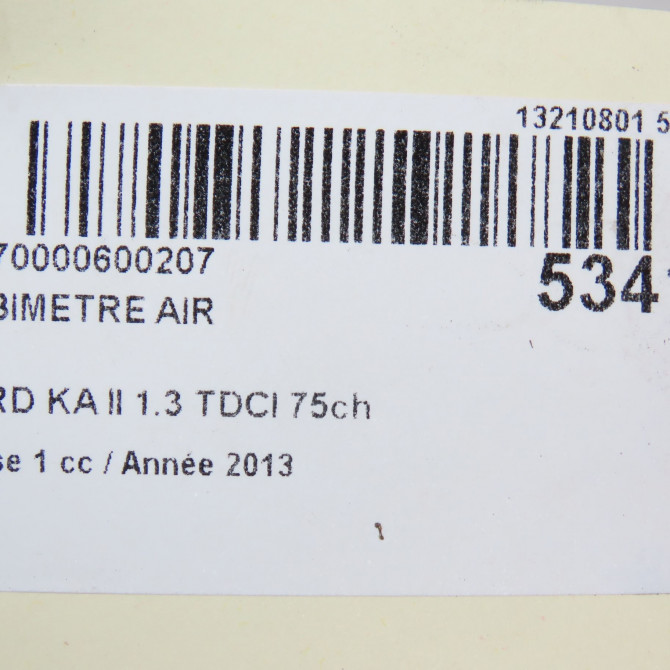 13210801 5
70000600207
534
BIMETRE AIR
RD KA II 1.3 TDCI 75ch
se 1 cc / Année 2013